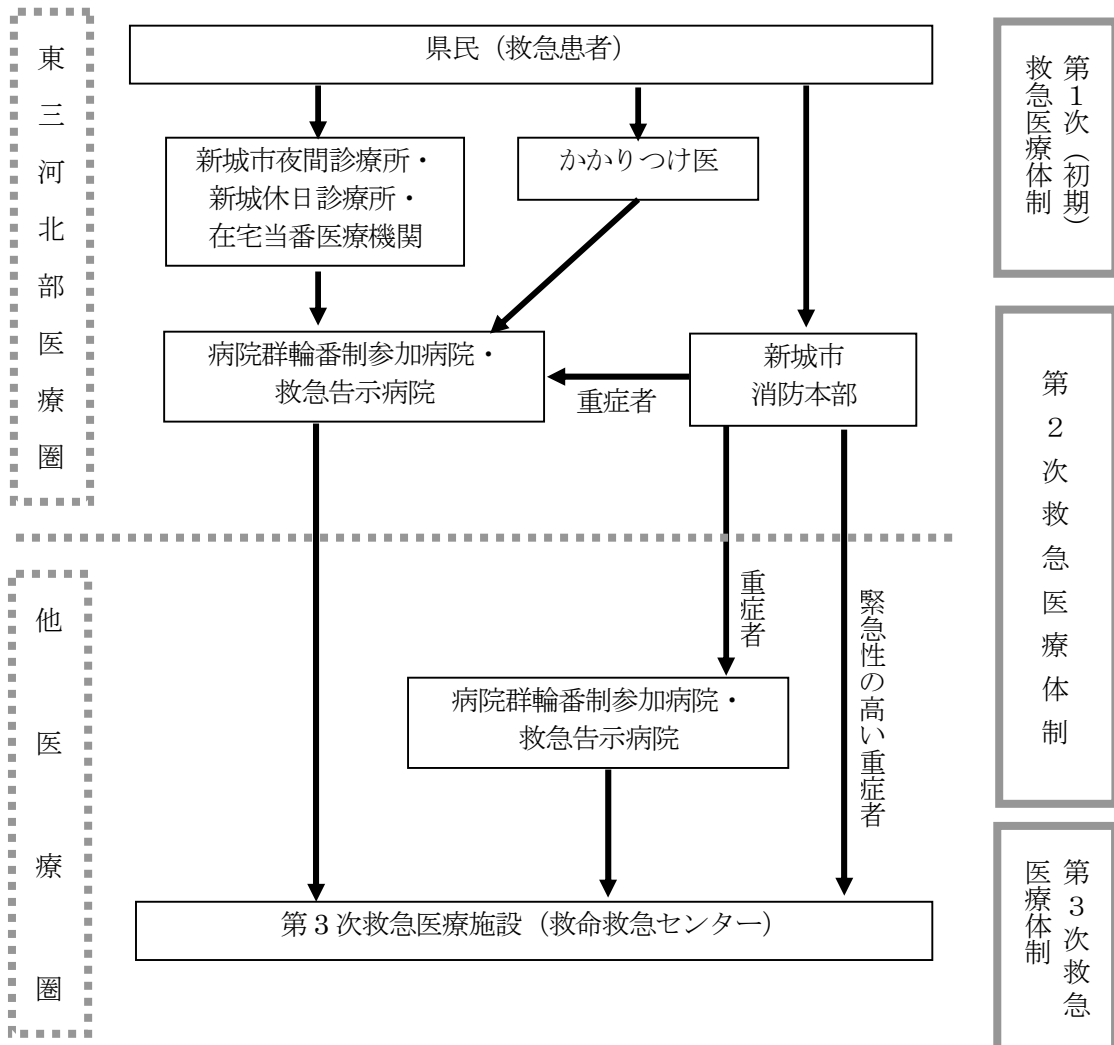 東三河北部医療圏
県民（救急患者）
第１次（初期）
救急医療体制
新城市夜間診療所・
新城休日診療所・
在宅当番医療機関
かかりつけ医
病院群輪番制参加病院・
救急告示病院
重症者
新城市
消防本部
第２次救急医療体制
他医療圏
重症者
緊急性の高い重症者
病院群輪番制参加病院・
救急告示病院
第３次救急医療施設（救命救急センター）
第３次救急
医療体制